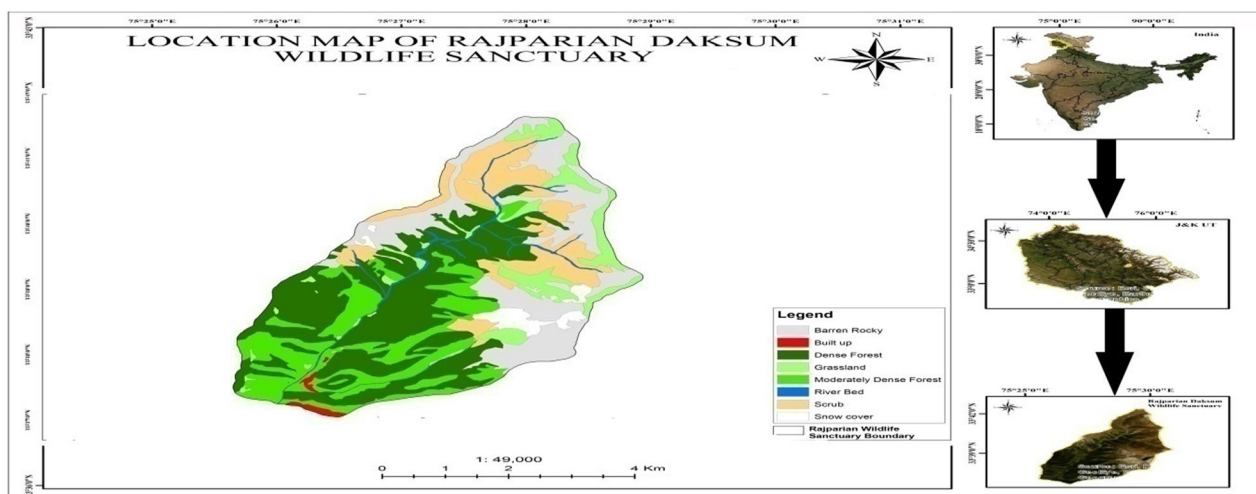 75°25'0"E 75°26'0"E 75°27'0"E 75°28'0"E 75°29'0"E 75°30'0"E 75°31'0"E
LOCATION MAP OF RAJPARIAN DAKSUM
WILDLIFE SANCTUARY
N
W E
S
Legend
Barren Rocky
Built up
Dense Forest
Grassland
Moderately Dense Forest
River Bed
Scrub
Snow cover
Rajparian Wildlife
Sanctuary Boundary
1: 49,000
0 1 2 4 Km
75°0'0"E 90°0'0"E
India
74°0'0"E 76°0'0"E
J&K UT
75°25'0"E 75°30'0"E
Rajparian Daksum
Wildlife Sanctuary